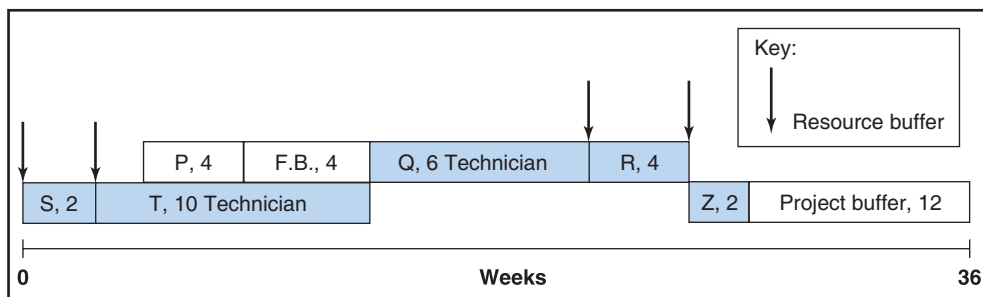 Key:
Resource buffer
P, 4
F.B., 4
Q, 6 Technician
R, 4
S, 2
T, 10 Technician
Z, 2
Project buffer, 12
0
Weeks
36